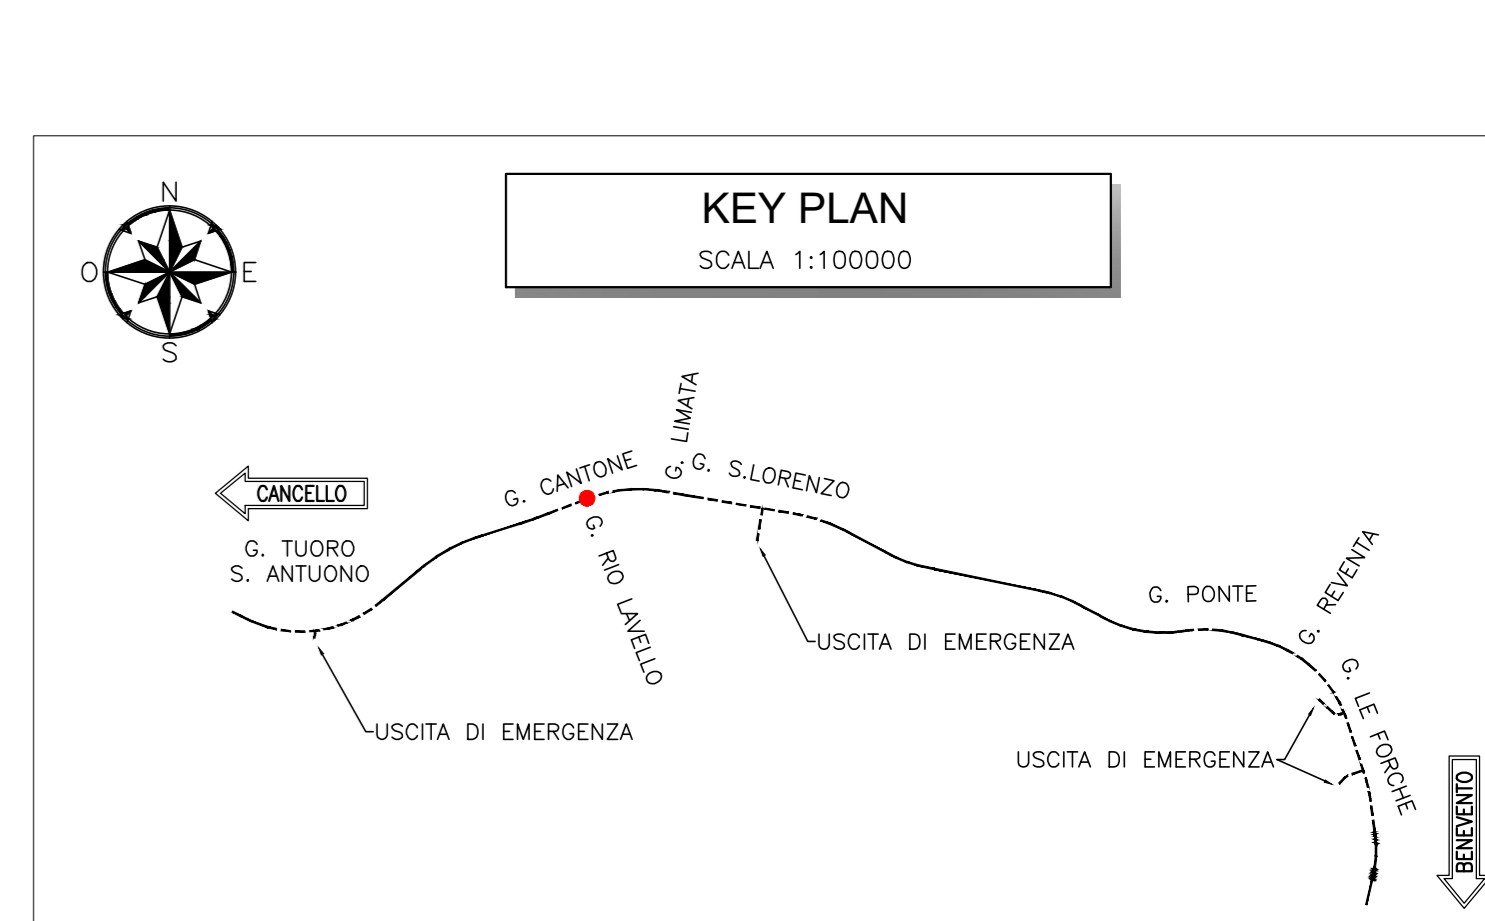 KEY PLAN
SCALA 1:100000
N
O
E
S
G. LIMATA
G. CANTONE
G. S.LORENZO
CANCELLO
G. TUORO
S. ANTUONO
G. RIO LAVELLO
G. PONTE
G. REVENTA
USCITA DI EMERGENZA
G. LE FORCHE
USCITA DI EMERGENZA
USCITA DI EMERGENZA
BENEVENTO